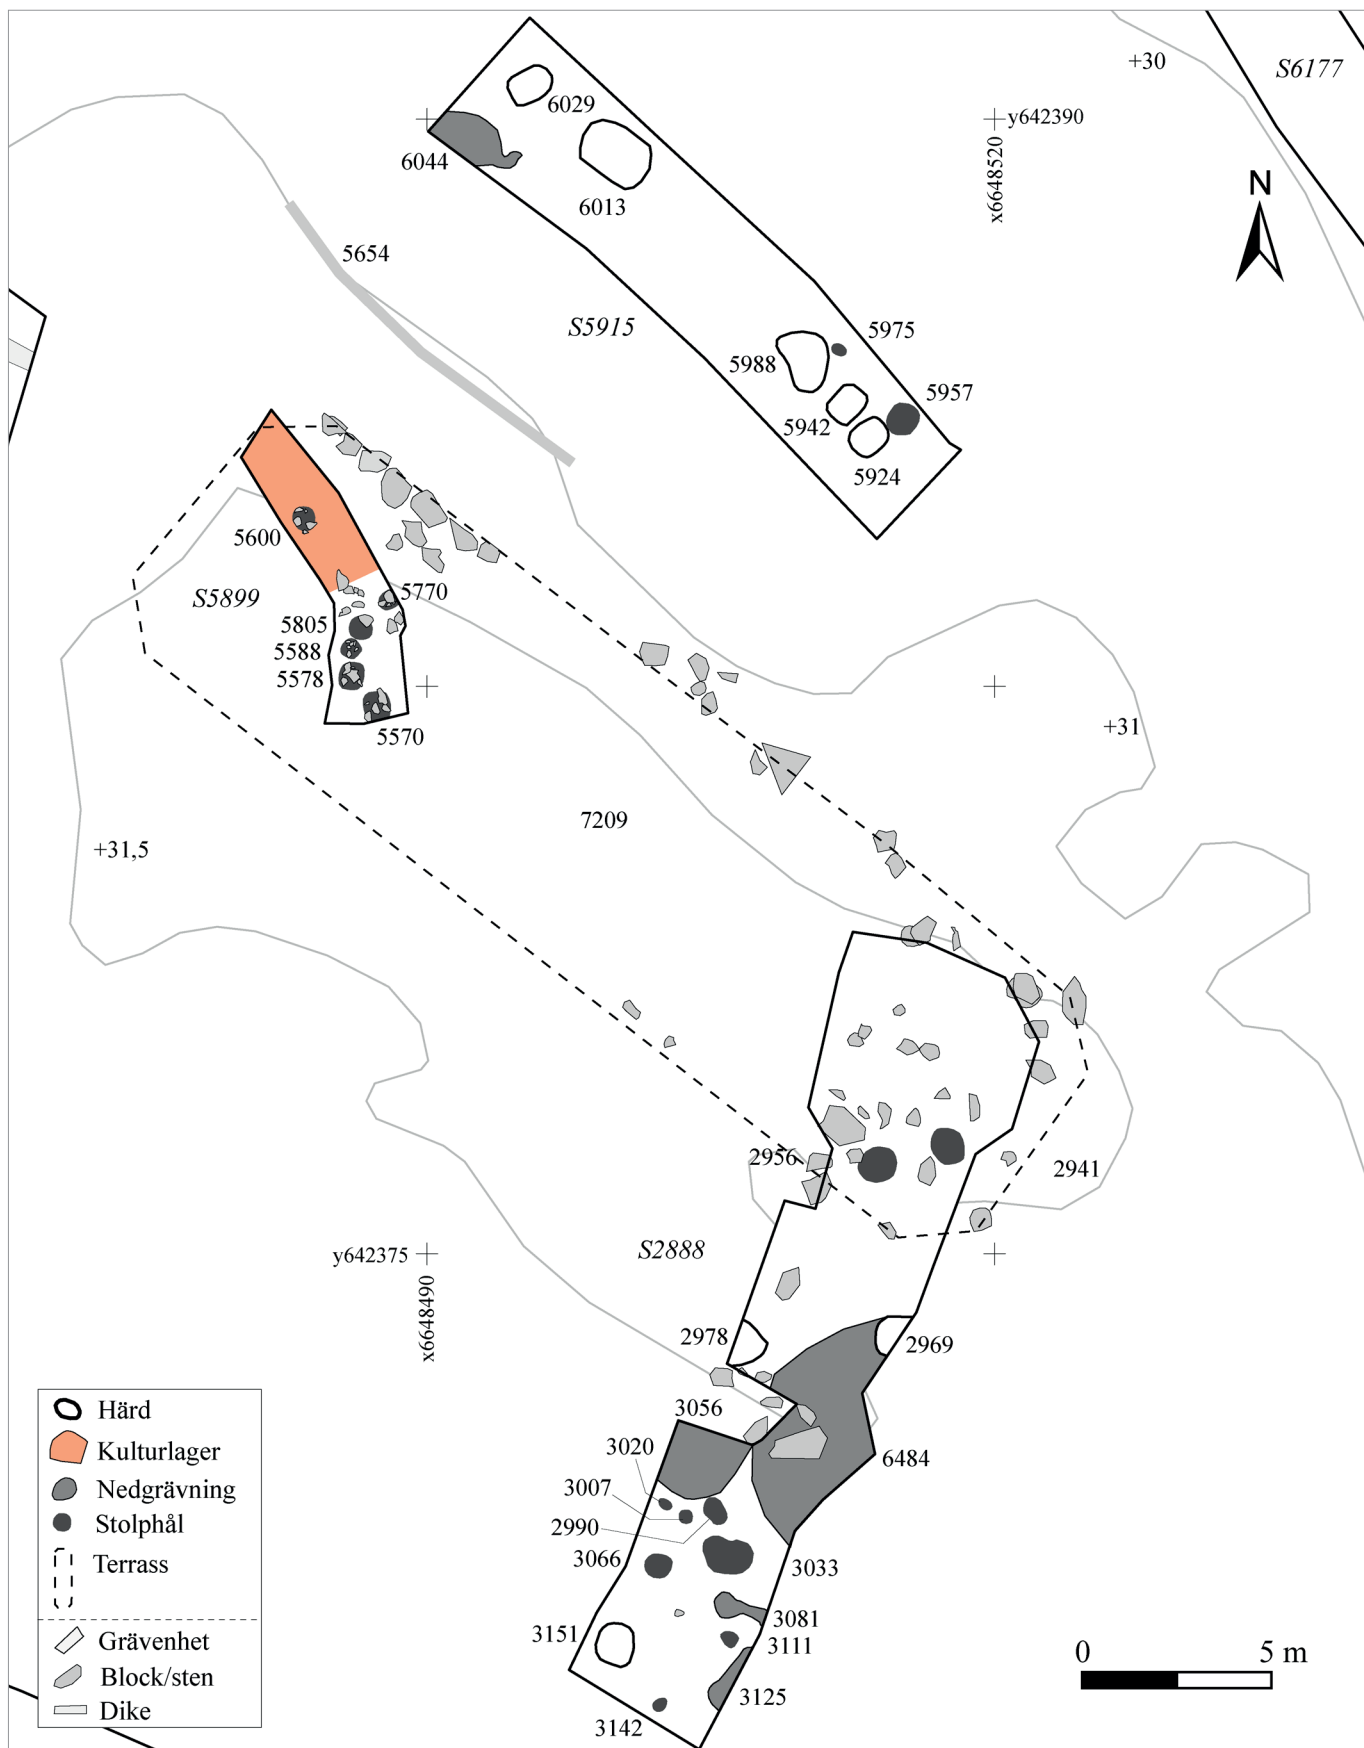 +30
S6177
6029
y642390
x6648520
6044
6013
N
5654
S5915
5975
5988
5957
5942
5924
5600
S5899
5770
5805
5588
5578
5570
+31
7209
+31,5
2956
2941
S2888
y642375
x6648490
2978
2969
3056
3020
6484
3007
2990
3066
3033
3081
3151
3111
3125
3142
Härd
Kulturlager
Nedgrävning
Stolphål
Terrass
Grävenhet
Block/sten
Dike
0 5 m